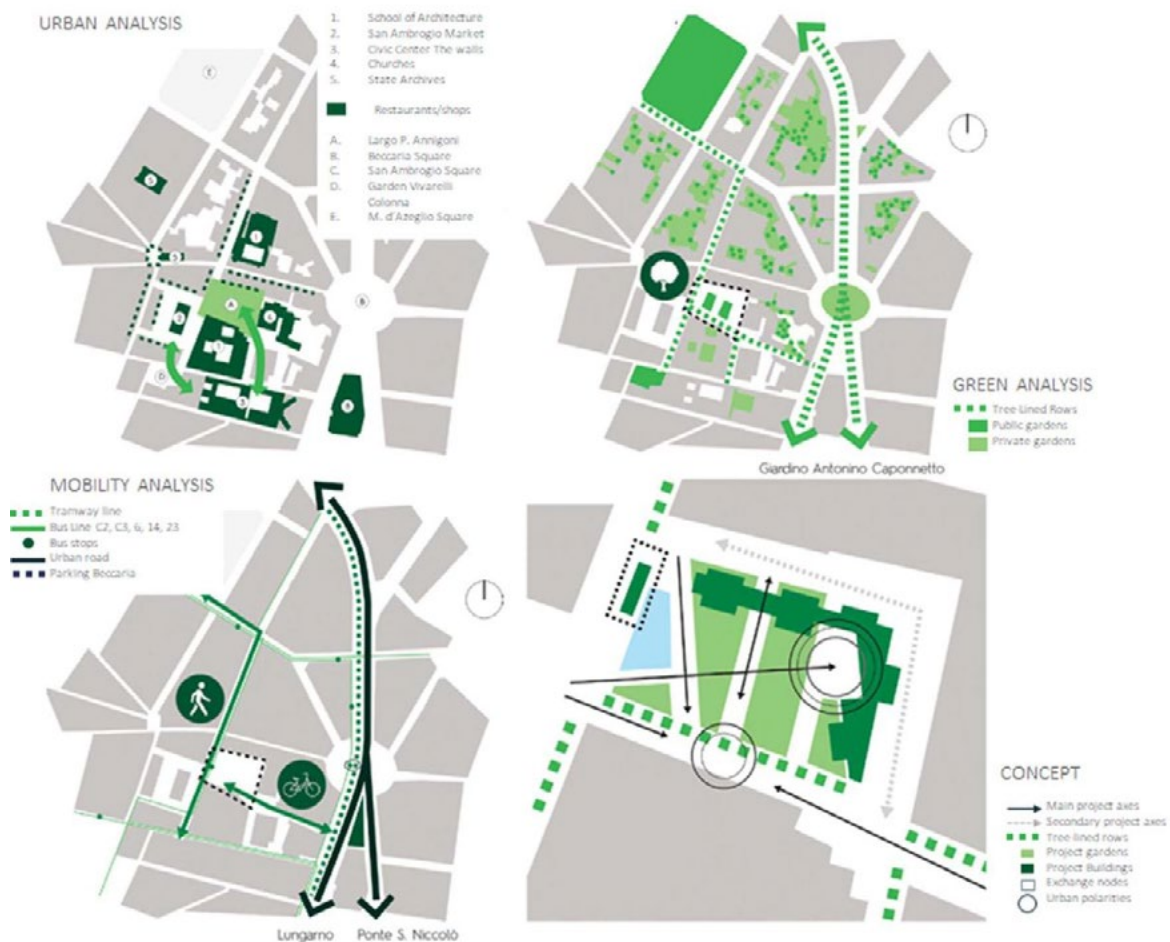 URBAN ANALYSIS
1. School of Architecture
2. San Ambrogio Market
3. Civic Center The walls
4. Churches
5. State Archives
Restaurants/shops
A. Largo P. Annigoni
B. Beccaria Square
C. San Ambrogio Square
D. Garden Vivarelli
Colonna
E. M. d'Azeglio Square
E
B
A
D
GREEN ANALYSIS
Tree-Lined Rows
Public gardens
Private gardens
Giardino Antonino Caponnetto
MOBILITY ANALYSIS
Tramway line
Bus Line C2, C3, 6, 14, 23
Bus stops
Urban road
Parking Beccaria
Lungarno Ponte S. Niccolò
CONCEPT
Main project axes
Secondary project axes
Tree-lined rows
Project gardens
Project Buildings
Exchange nodes
Urban polarities